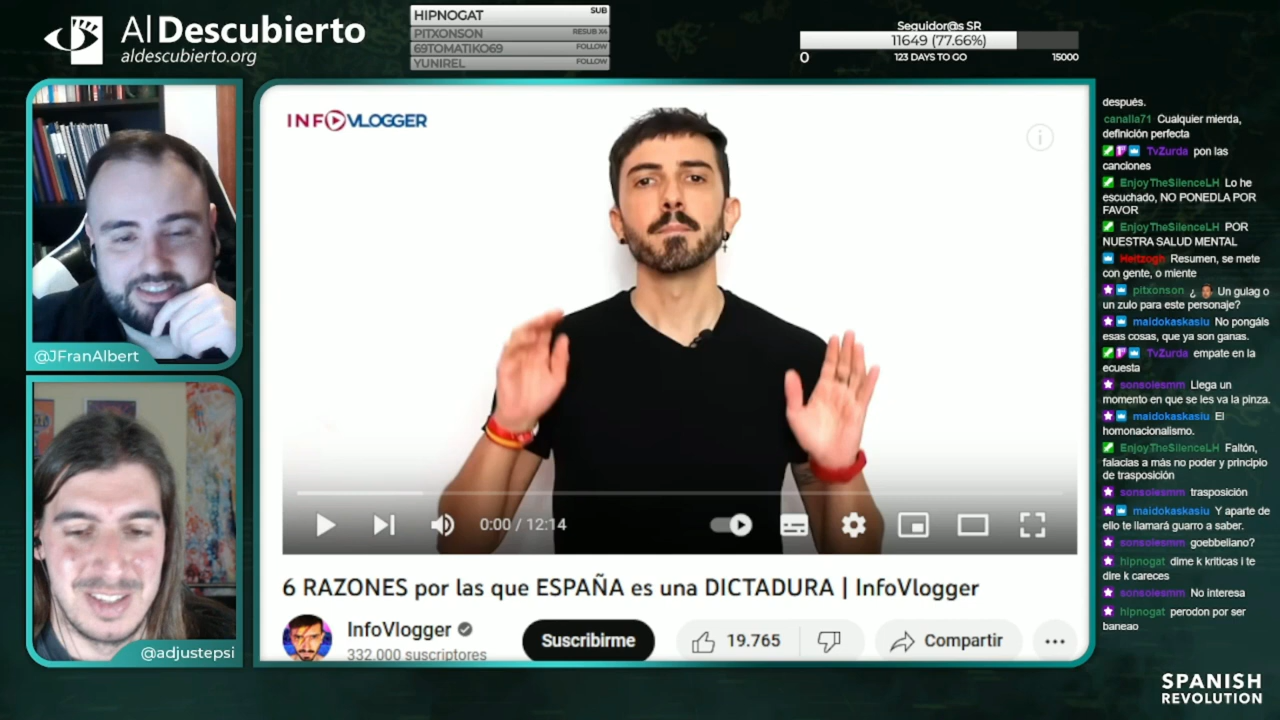 Al Descubierto
aldescubierto.org
HIPNOGAT SUB
PITXONSON RESUB X4
69TOMATIKO69 FOLLOW
YUNIREL FOLLOW
Seguidor@s SR
11649 (77.66%)
0 123 DAYS TO GO 15000
INFOVLOGGER
@JFranAlbert
@adjustepsi
0:00 / 12:14
6 RAZONES por las que ESPAÑA es una DICTADURA | InfoVlogger
InfoVlogger
332.000 suscriptores
Suscribirme
19.765
Compartir
después.
canalla71 Cualquier mierda,
definición perfecta
TvZurda pon las
canciones
EnjoyTheSilenceLH Lo he
escuchado, NO PONEDLA POR
FAVOR
EnjoyTheSilenceLH POR
NUESTRA SALUD MENTAL
Heitzogh Resumen, se mete
con gente, o miente
pitxonson ¿ Un gulag o
un zulo para este personaje?
maidokaskasiu No pongáis
esas cosas, que ya son ganas.
TvZurda empate en la
ecuesta
sonsolesmm Llega un
momento en que se les va la pinza.
maidokaskasiu El
homonacionalismo.
EnjoyTheSilenceLH Faltón,
falacias a más no poder y principio
de trasposición
sonsolesmm trasposición
maidokaskasiu Y aparte de
ello te llamará guarro a saber.
sonsolesmm goebbeliano?
hipnogat dime k kriticas i te
dire k careces
sonsolesmm No interesa
hipnogat perodon por ser
baneao
SPANISH
REVOLUTION